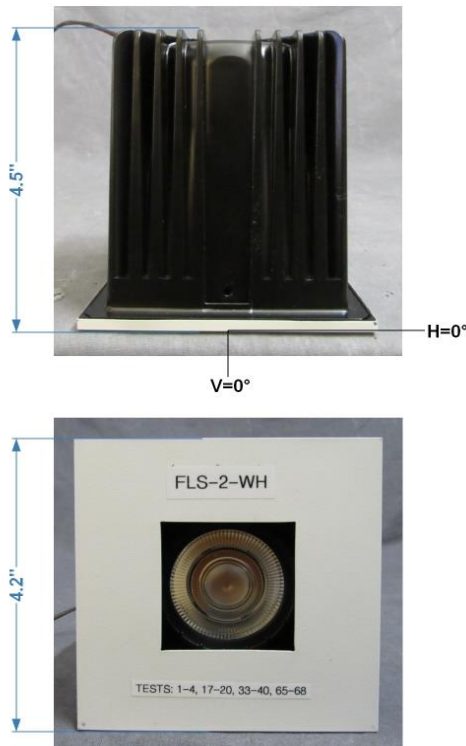 4.5"
H=0°
V=0°
4.2"
FLS-2-WH
TESTS: 1-4, 17-20, 33-40, 65-68